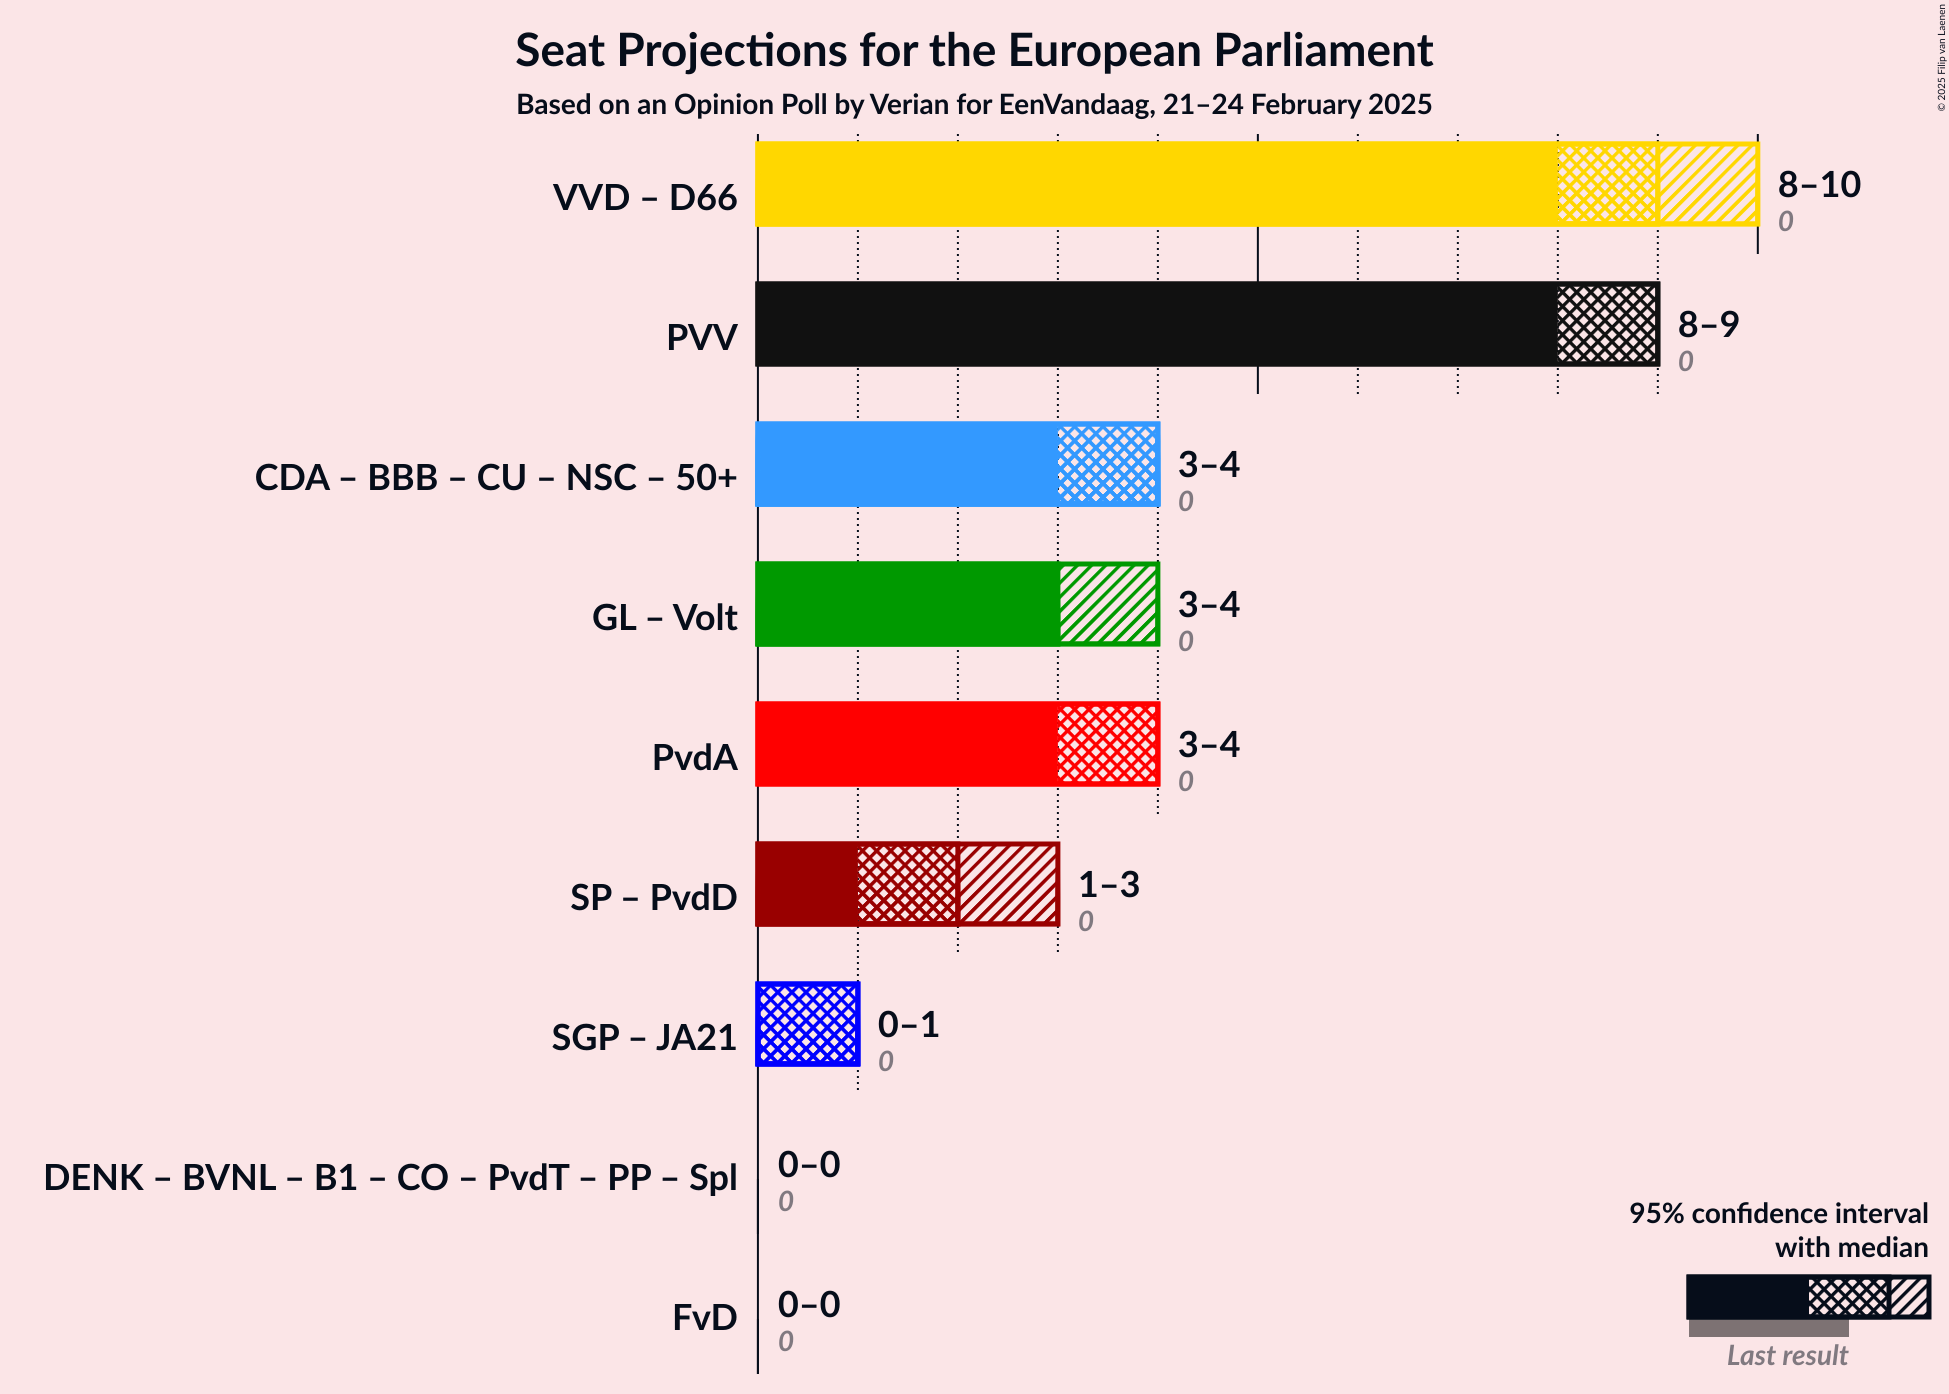 Seat Projections for the European Parliament
Based on an Opinion Poll by Verian for EenVandaag, 21–24 February 2025
© 2025 Filip van Laenen
VVD – D66
8–10
0
PVV
8–9
0
CDA – BBB – CU – NSC – 50+
3–4
0
GL – Volt
3–4
0
PvdA
3–4
0
SP – PvdD
1–3
0
SGP – JA21
0–1
0
DENK – BVNL – B1 – CO – PvdT – PP – Spl
0–0
0
FvD
0–0
0
95% confidence interval
with median
Last result